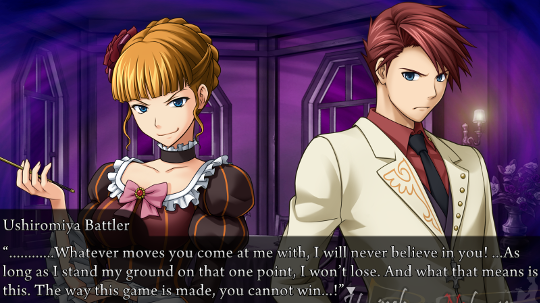 Ushiromiya Battler
“............Whatever moves you come at me with, I will never believe in you! ...As
long as I stand my ground on that one point, I won't lose. And what that means is
this. The way this game is made, you cannot win...!”